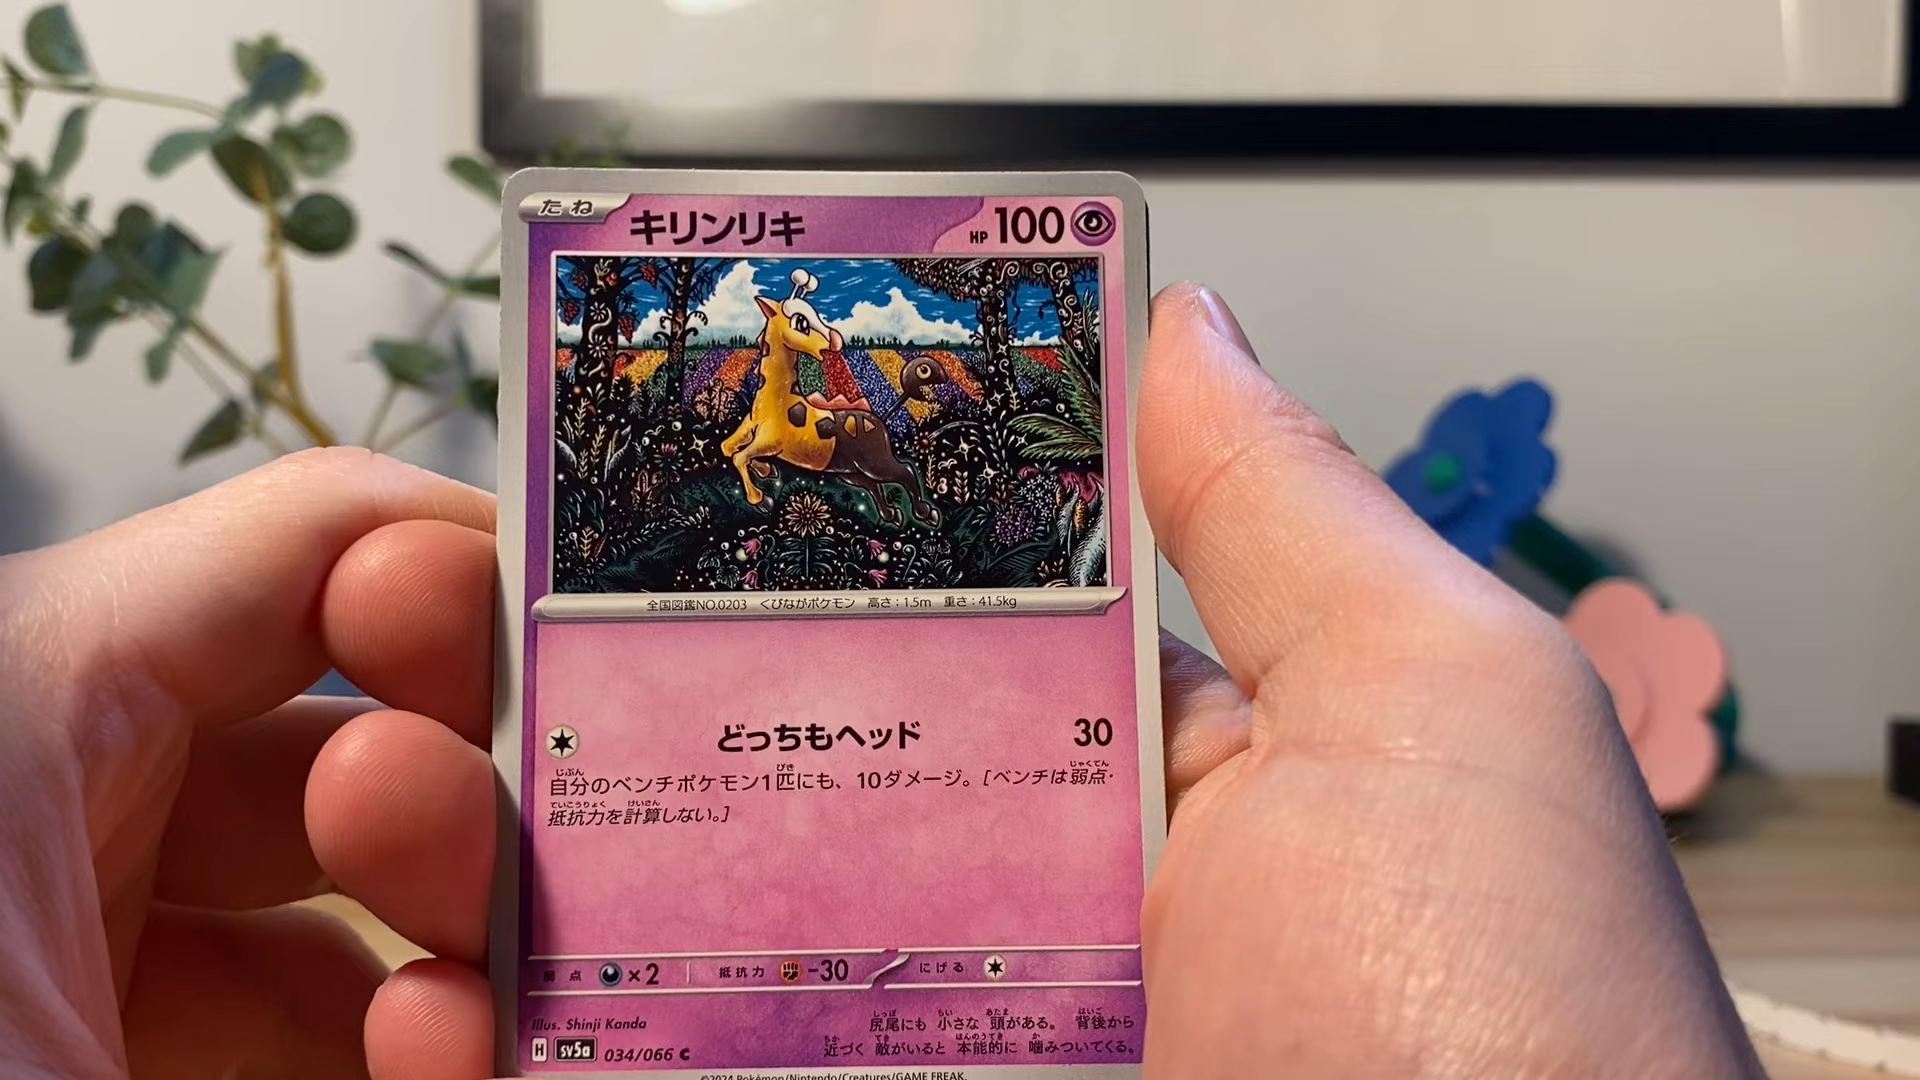 たね キリンリキ HP 100
全国図鑑NO.0203 くびながポケモン 高さ:1.5m 重さ:41.5kg
どっちもヘッド 30
自分のベンチポケモン1匹にも、10ダメージ。[ベンチは弱点・
抵抗力を計算しない。]
弱点 ×2 抵抗力 -30 にげる
Illus. Shinji Kanda
尻尾にも 小さな 頭がある。 背後から
近づく 敵がいると 本能的に 噛みついてくる。
H sv5a 034/066 C
©2024 Pokémon/Nintendo/Creatures/GAME FREAK.